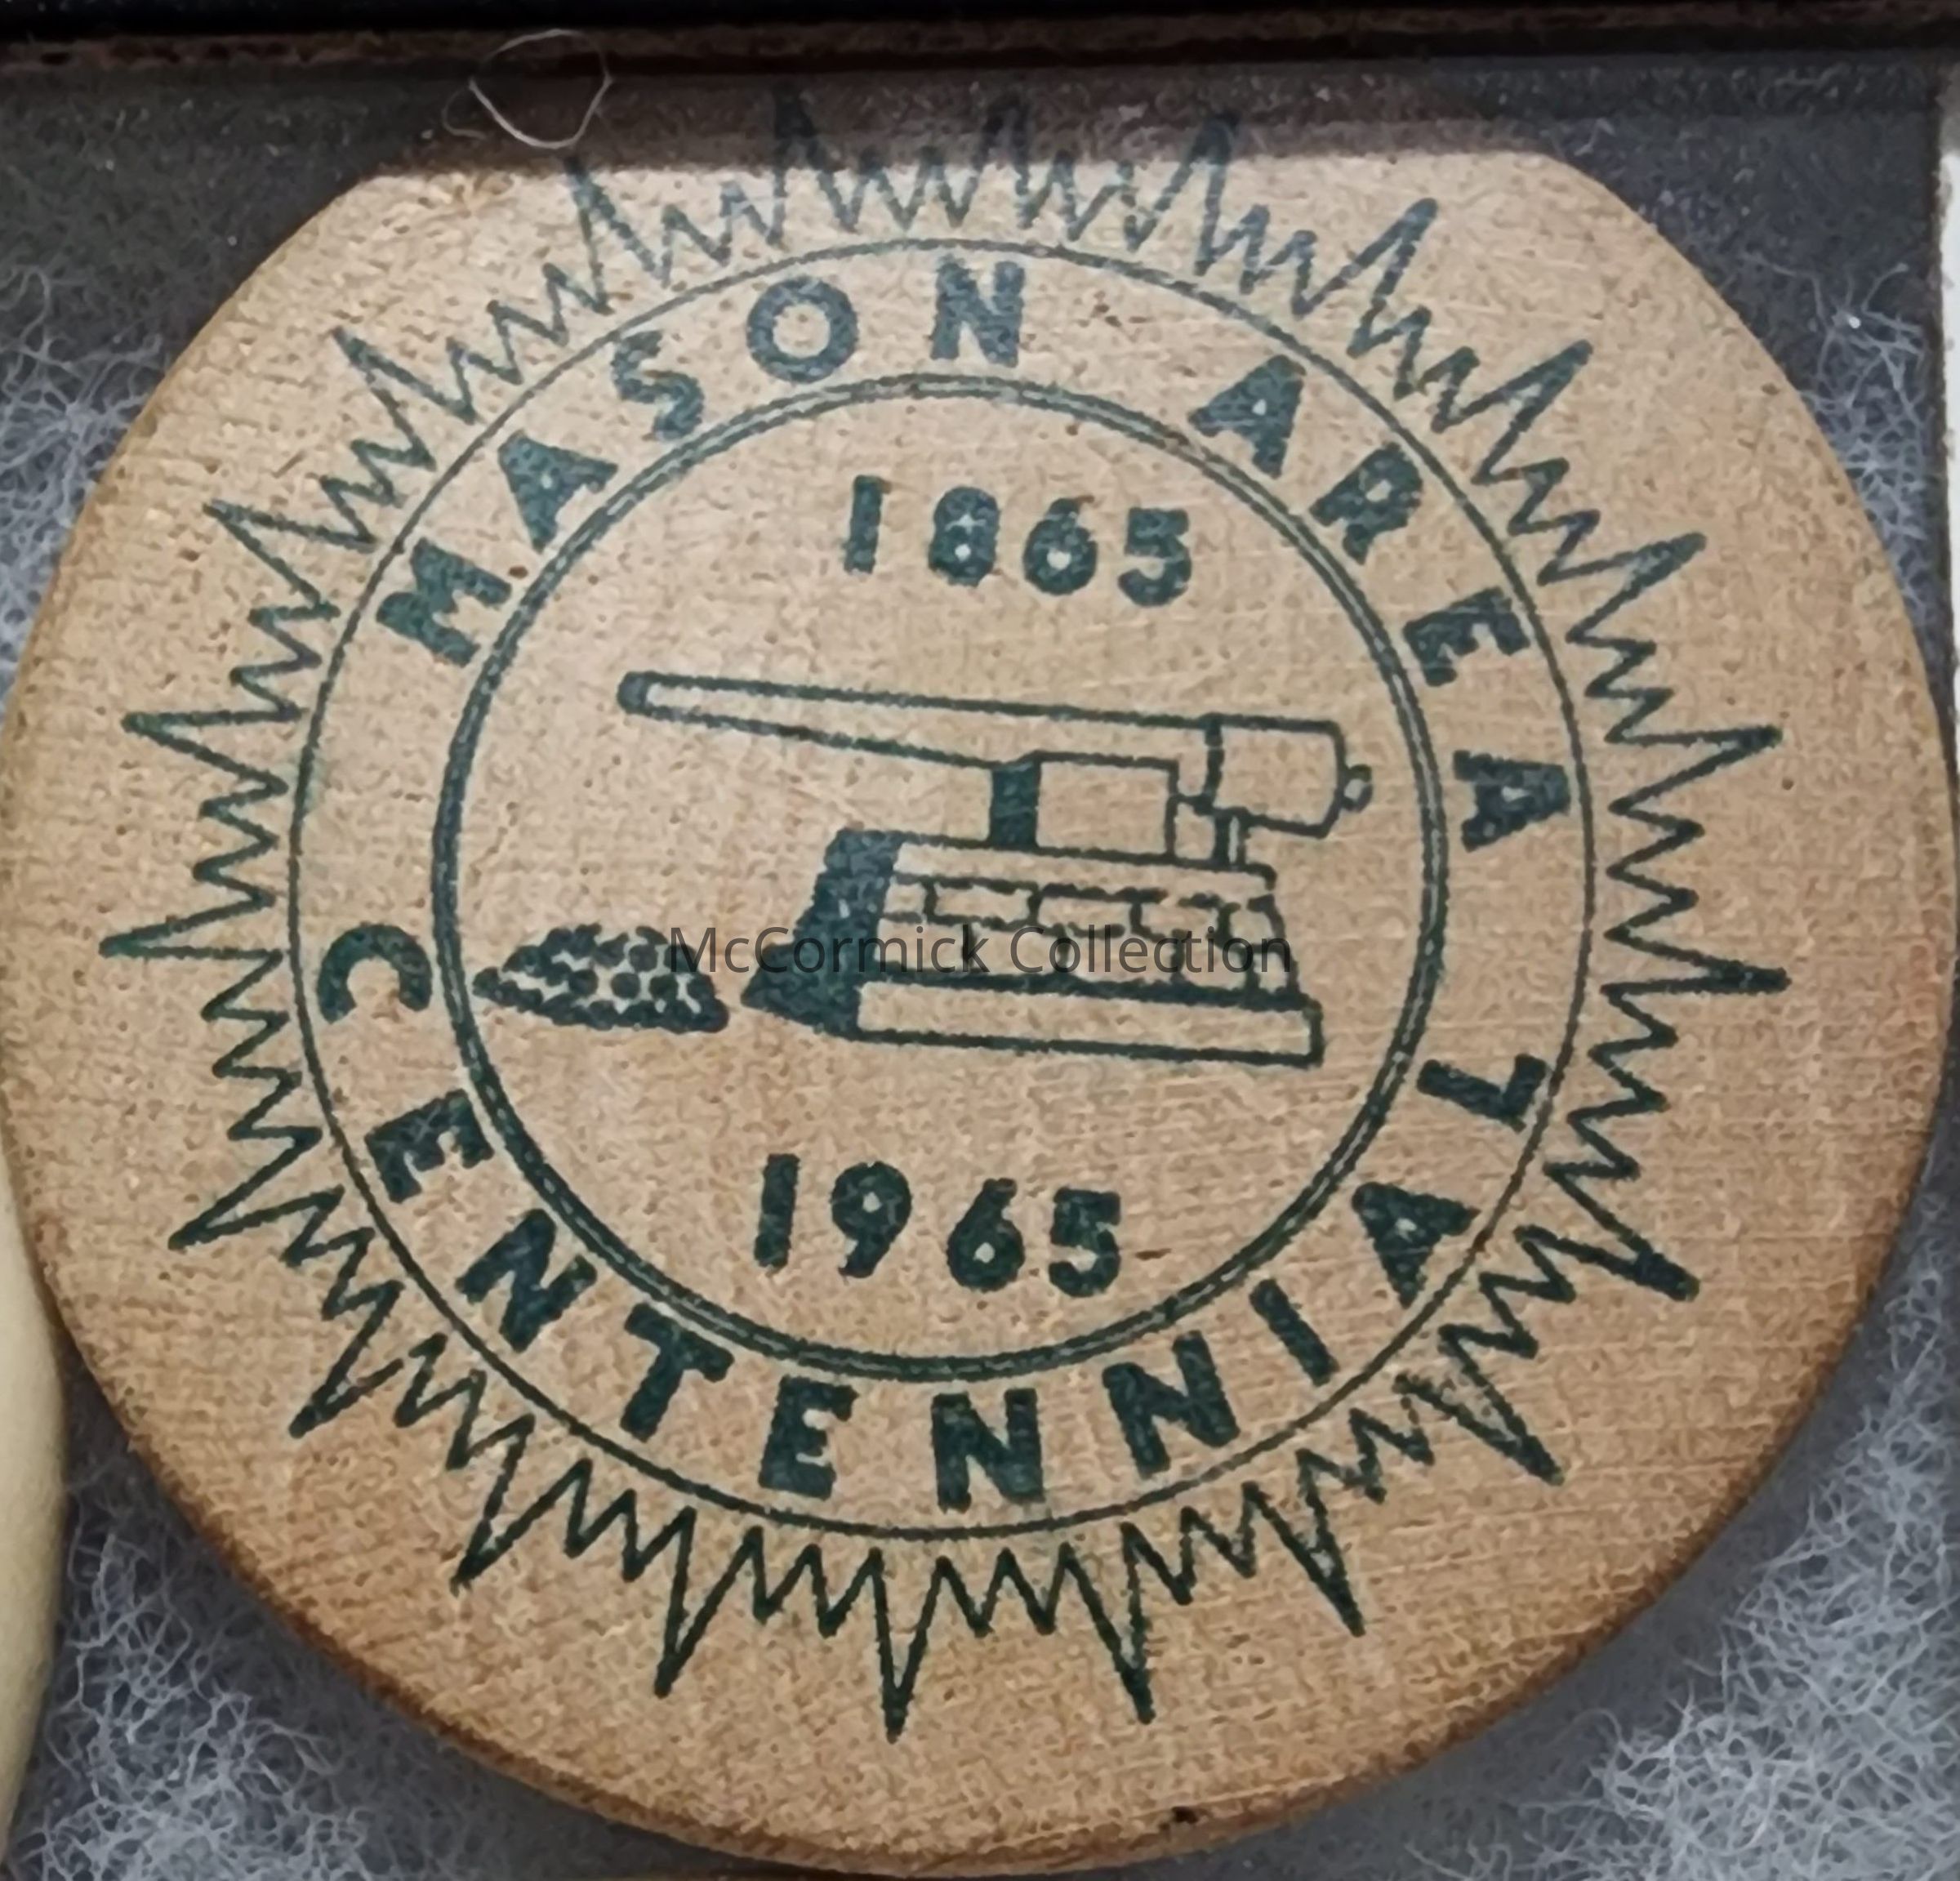 MASON AREA
1865
McCormick Collection
1965
CENTENNIAL